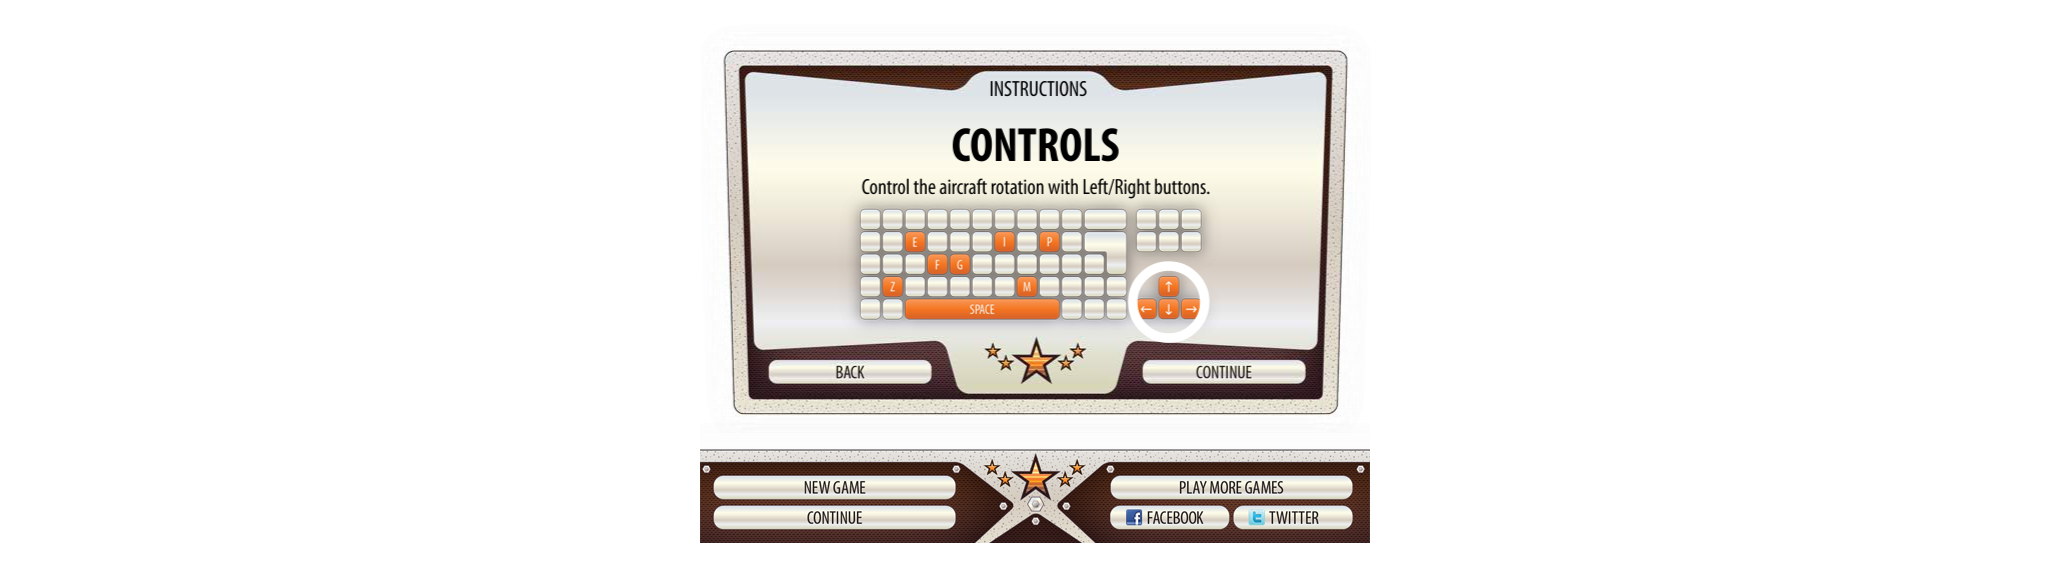 INSTRUCTIONS
CONTROLS
Control the aircraft rotation with Left/Right buttons.
E I P
F G
Z M ↑
SPACE ← ↓ →
BACK CONTINUE
NEW GAME PLAY MORE GAMES
CONTINUE FACEBOOK TWITTER